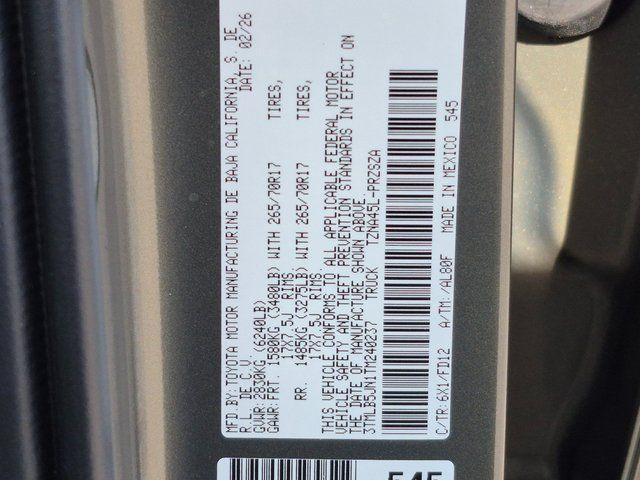 MFD BY: TOYOTA MOTOR MANUFACTURING DE BAJA CALIFORNIA, S. DE
R.L. DE C.V. DATE: 02/26
GVWR: 2830KG (6240LB)
GAWR: FRT. 1580KG (3480LB) WITH 265/70R17 TIRES,
17X7.5J RIMS,
RR. 1485KG (3275LB) WITH 265/70R17 TIRES,
17X7.5J RIMS.
THIS VEHICLE CONFORMS TO ALL APPLICABLE FEDERAL MOTOR
VEHICLE SAFETY AND THEFT PREVENTION STANDARDS IN EFFECT ON
THE DATE OF MANUFACTURE SHOWN ABOVE.
3TMLB5JN1TM240237 TRUCK TZNA45L-PRZSZA
C/TR: 6X1/FD12 A/TM: /AL80F MADE IN MEXICO 545
545